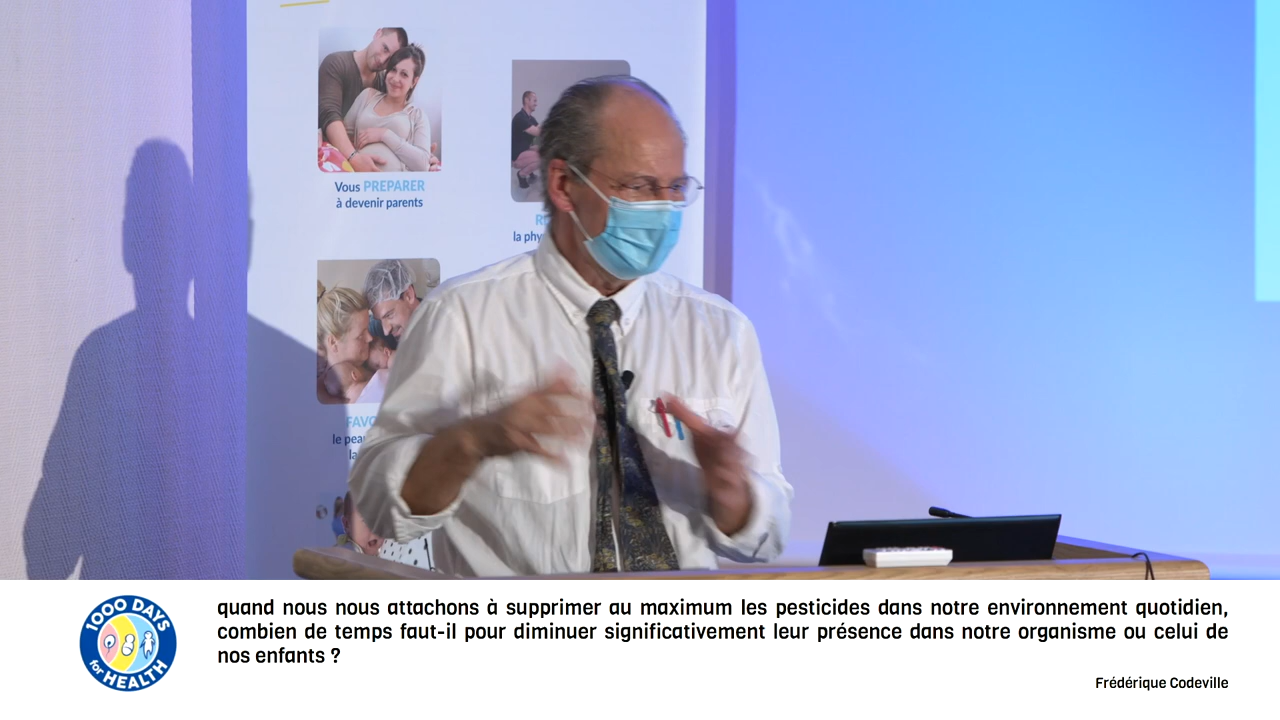 Vous PREPARER
à devenir parents
la
FAVO
le
la
1000 DAYS
for HEALTH
quand nous nous attachons à supprimer au maximum les pesticides dans notre environnement quotidien,
combien de temps faut-il pour diminuer significativement leur présence dans notre organisme ou celui de
nos enfants ?
Frédérique Codeville